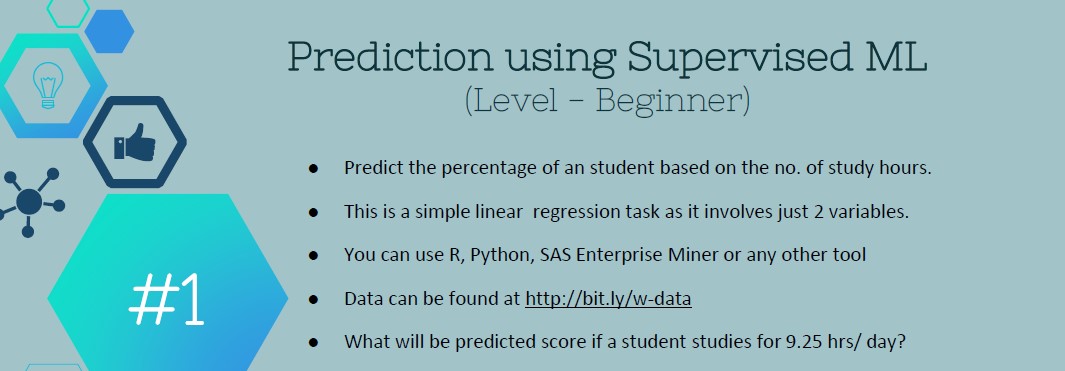 Prediction using Supervised ML
(Level - Beginner)
● Predict the percentage of an student based on the no. of study hours.
● This is a simple linear regression task as it involves just 2 variables.
● You can use R, Python, SAS Enterprise Miner or any other tool
● Data can be found at http://bit.ly/w-data
● What will be predicted score if a student studies for 9.25 hrs/ day?
#1